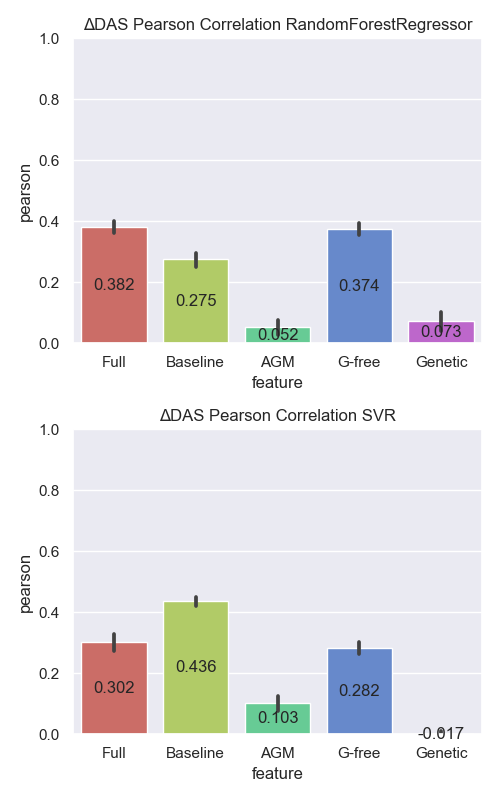 ΔDAS Pearson Correlation RandomForestRegressor
1.0
0.8
0.6
0.4
0.2
0.0
pearson
0.382
0.275
0.052
0.374
0.073
Full Baseline AGM G-free Genetic
feature
ΔDAS Pearson Correlation SVR
1.0
0.8
0.6
0.4
0.2
0.0
pearson
0.302
0.436
0.103
0.282
-0.017
Full Baseline AGM G-free Genetic
feature